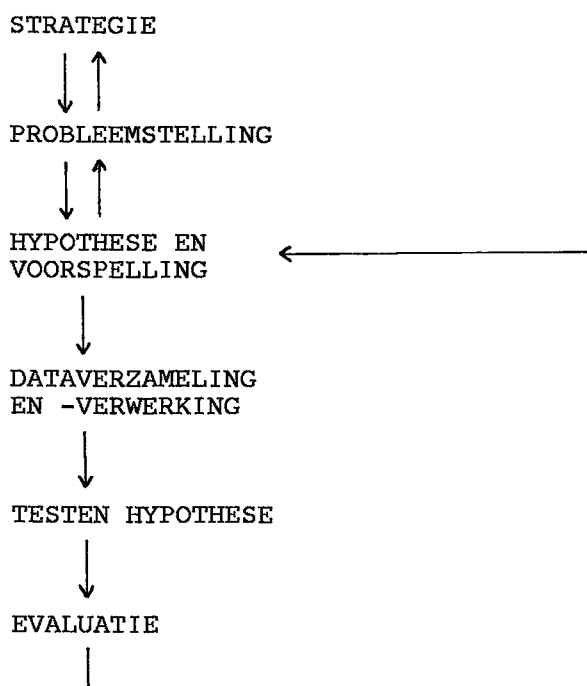 STRATEGIE
PROBLEEMSTELLING
HYPOTHESE EN
VOORSPELLING
DATAVERZAMELING
EN -VERWERKING
TESTEN HYPOTHESE
EVALUATIE